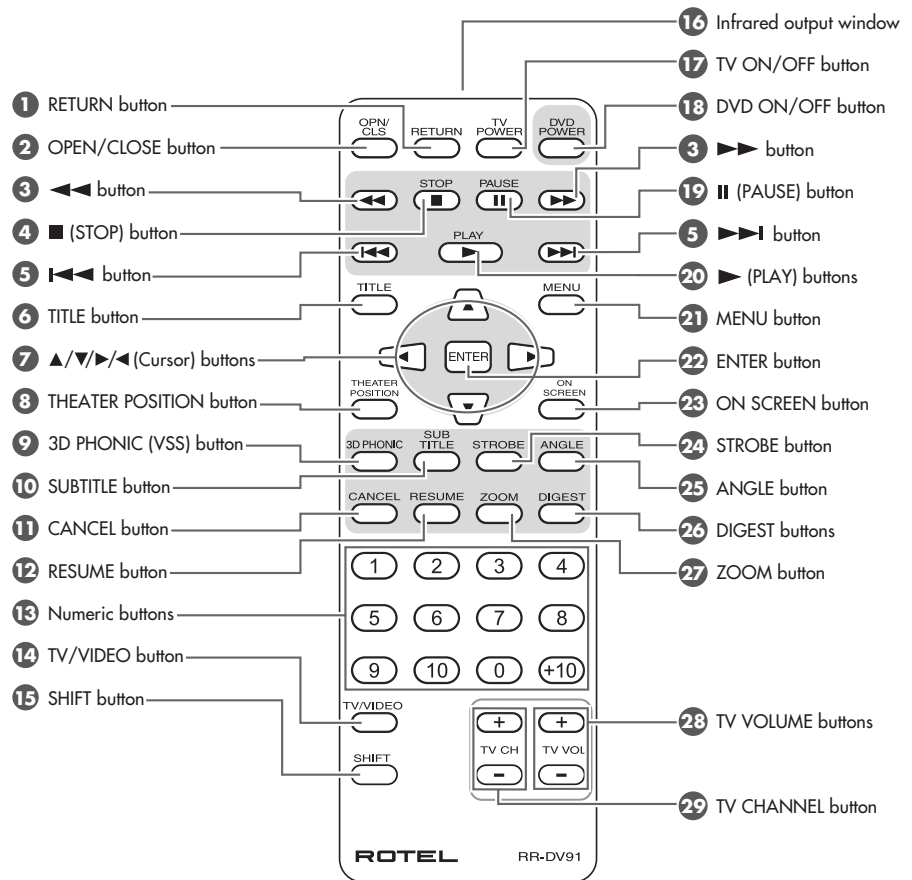 16 Infrared output window
17 TV ON/OFF button
1 RETURN button
18 DVD ON/OFF button
2 OPEN/CLOSE button
3 ►► button
3 ◄◄ button
19 II (PAUSE) button
4 ■ (STOP) button
5 ►►I button
5 I◄◄ button
20 ► (PLAY) buttons
6 TITLE button
21 MENU button
7 ▲/▼/►/◄ (Cursor) buttons
22 ENTER button
8 THEATER POSITION button
23 ON SCREEN button
9 3D PHONIC (VSS) button
24 STROBE button
10 SUBTITLE button
25 ANGLE button
11 CANCEL button
26 DIGEST buttons
12 RESUME button
27 ZOOM button
13 Numeric buttons
14 TV/VIDEO button
15 SHIFT button
28 TV VOLUME buttons
29 TV CHANNEL button
OPN/
CLS
RETURN
TV
POWER
DVD
POWER
STOP
PAUSE
PLAY
TITLE
MENU
ENTER
THEATER
POSITION
ON
SCREEN
3D PHONIC
SUB
TITLE
STROBE
ANGLE
CANCEL RESUME ZOOM DIGEST
1 2 3 4
5 6 7 8
9 10 0 +10
TV/VIDEO
+ +
TV CH TV VOL
- -
SHIFT
ROTEL RR-DV91